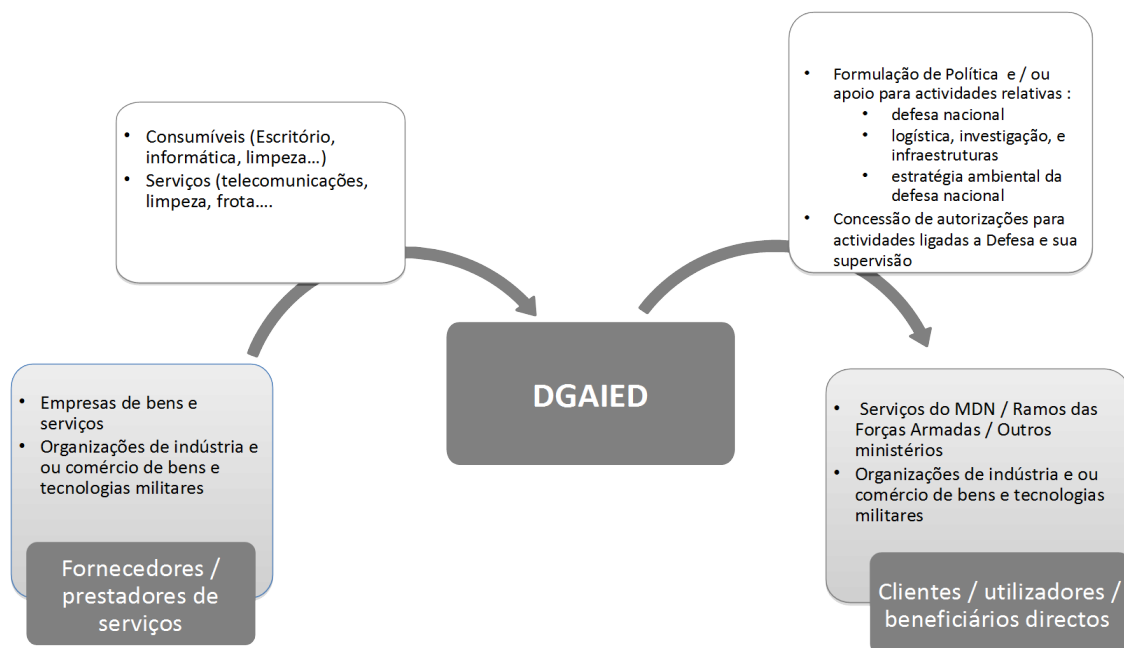 • Consumíveis (Escritório,
informática, limpeza...)
• Serviços (telecomunicações,
limpeza, frota....
• Formulação de Política e / ou
apoio para actividades relativas :
• defesa nacional
• logística, investigação, e
infraestruturas
• estratégia ambiental da
defesa nacional
• Concessão de autorizações para
actividades ligadas a Defesa e sua
supervisão
DGAIED
• Empresas de bens e
serviços
• Organizações de indústria e
ou comércio de bens e
tecnologias militares
Fornecedores /
prestadores de
serviços
• Serviços do MDN / Ramos das
Forças Armadas / Outros
ministérios
• Organizações de indústria e ou
comércio de bens e tecnologias
militares
Clientes / utilizadores /
beneficiários directos